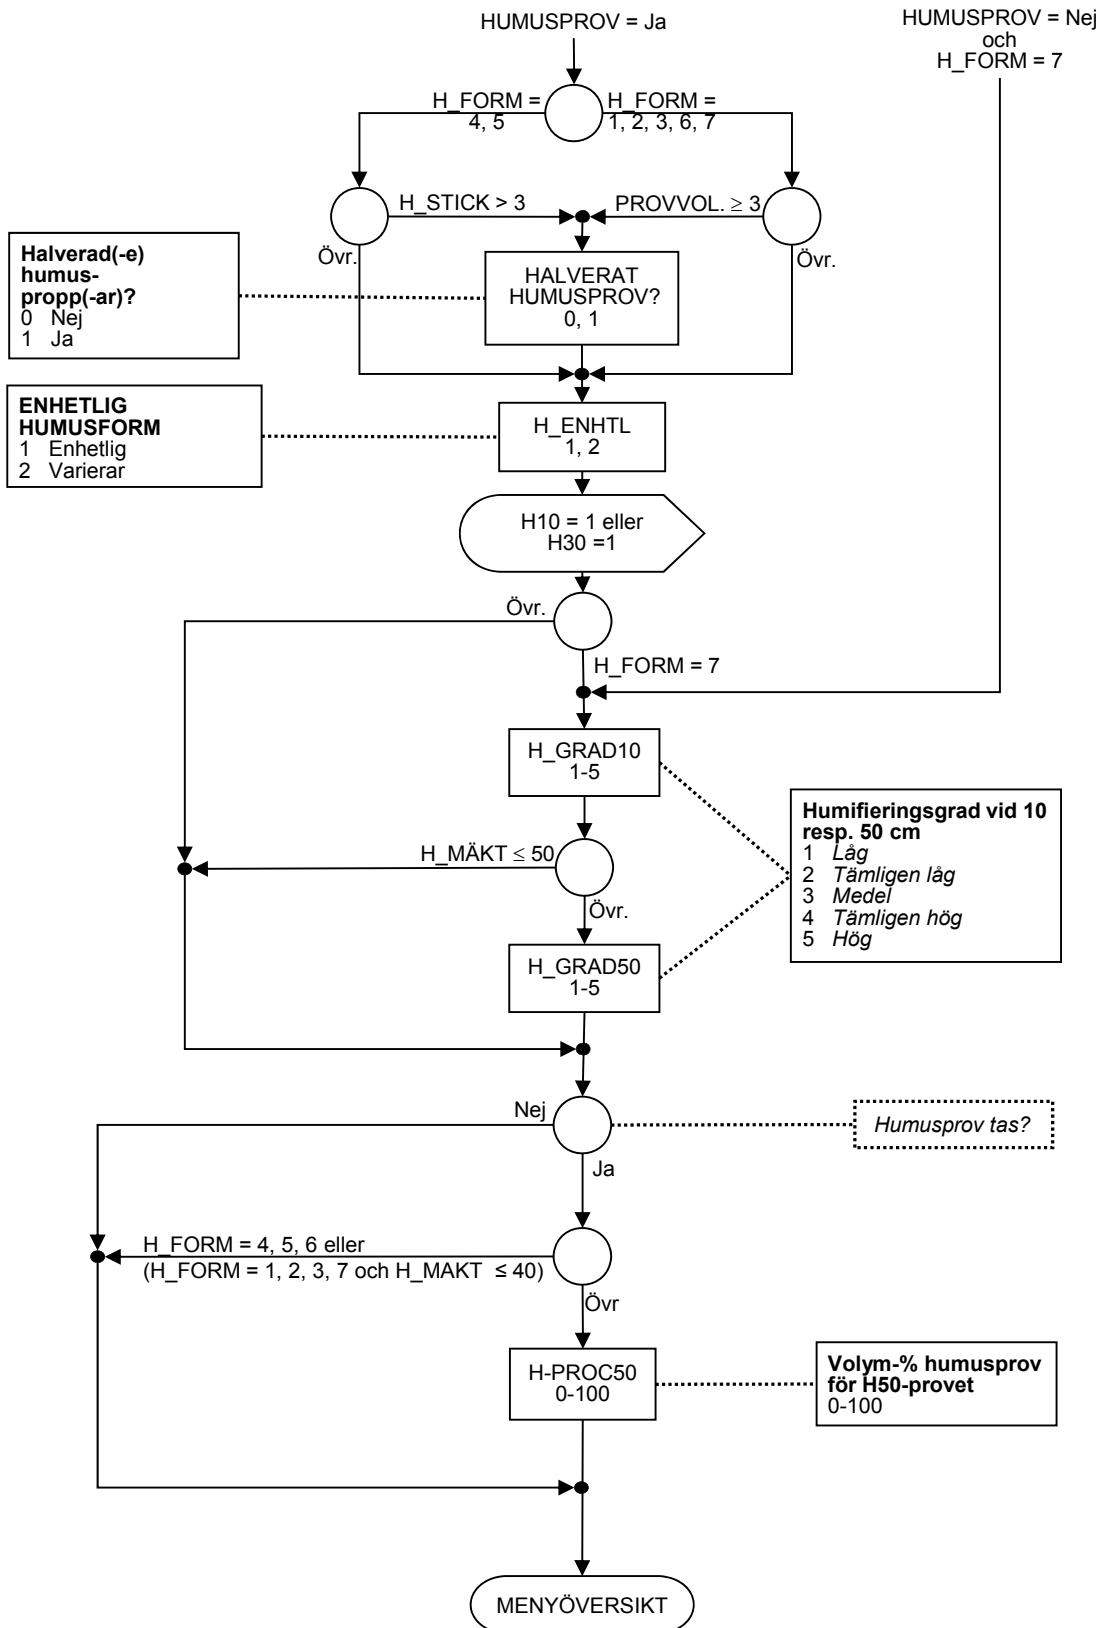 HUMUSPROV = Ja
HUMUSPROV = Nej
och
H_FORM = 7
H_FORM =
4, 5
H_FORM =
1, 2, 3, 6, 7
H_STICK > 3
PROVVOL. ≥ 3
Övr.
Övr.
Halverad(-e)
humus-
propp(-ar)?
0 Nej
1 Ja
HALVERAT
HUMUSPROV?
0, 1
ENHETLIG
HUMUSFORM
1 Enhetlig
2 Varierar
H_ENHTL
1, 2
H10 = 1 eller
H30 =1
Övr.
H_FORM = 7
H_GRAD10
1-5
Humifieringsgrad vid 10
resp. 50 cm
1 Låg
2 Tämligen låg
3 Medel
4 Tämligen hög
5 Hög
H_MÄKT ≤ 50
Övr.
H_GRAD50
1-5
Nej
Humusprov tas?
Ja
H_FORM = 4, 5, 6 eller
(H_FORM = 1, 2, 3, 7 och H_MAKT ≤ 40)
Övr
H-PROC50
0-100
Volym-% humusprov
för H50-provet
0-100
MENYÖVERSIKT